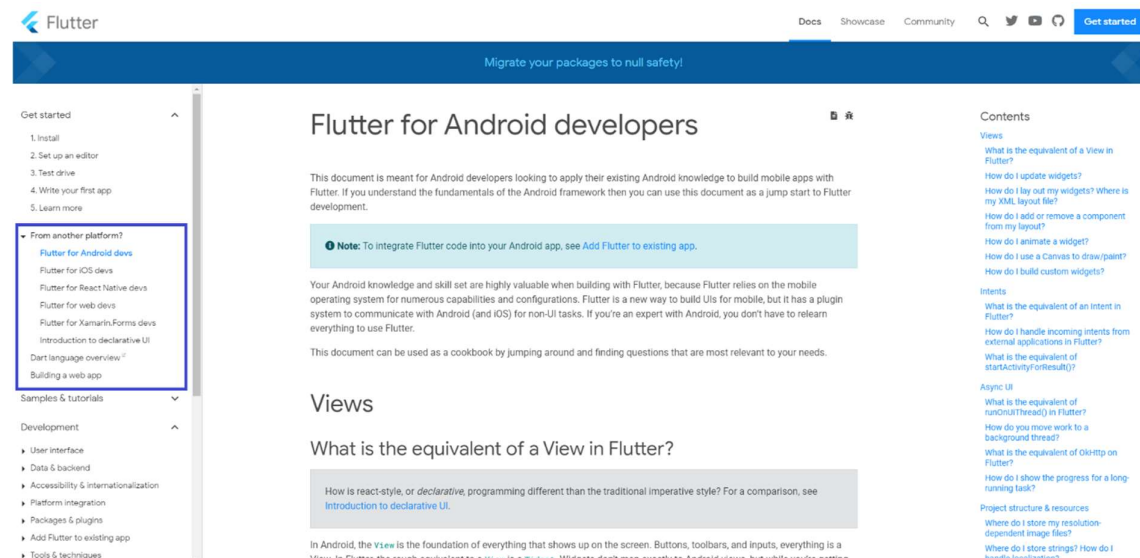 Flutter
Docs
Showcase
Community
Get started
Migrate your packages to null safety!
Get started
1. Install
2. Set up an editor
3. Test drive
4. Write your first app
5. Learn more
From another platform?
Flutter for Android devs
Flutter for iOS devs
Flutter for React Native devs
Flutter for web devs
Flutter for Xamarin.Forms devs
Introduction to declarative UI
Dart language overview
Building a web app
Samples & tutorials
Development
User interface
Data & backend
Accessibility & internationalization
Platform integration
Packages & plugins
Add Flutter to existing app
Tools & techniques
Flutter for Android developers
This document is meant for Android developers looking to apply their existing Android knowledge to build mobile apps with
Flutter. If you understand the fundamentals of the Android framework then you can use this document as a jump start to Flutter
development.
Note: To integrate Flutter code into your Android app, see Add Flutter to existing app.
Your Android knowledge and skill set are highly valuable when building with Flutter, because Flutter relies on the mobile
operating system for numerous capabilities and configurations. Flutter is a new way to build UIs for mobile, but it has a plugin
system to communicate with Android (and iOS) for non-UI tasks. If you're an expert with Android, you don't have to relearn
everything to use Flutter.
This document can be used as a cookbook by jumping around and finding questions that are most relevant to your needs.
Views
What is the equivalent of a View in Flutter?
How is react-style, or declarative, programming different than the traditional imperative style? For a comparison, see
Introduction to declarative UI.
In Android, the View is the foundation of everything that shows up on the screen. Buttons, toolbars, and inputs, everything is a
Contents
Views
What is the equivalent of a View in
Flutter?
How do I update widgets?
How do I lay out my widgets? Where is
my XML layout file?
How do I add or remove a component
from my layout?
How do I animate a widget?
How do I use a Canvas to draw/paint?
How do I build custom widgets?
Intents
What is the equivalent of an Intent in
Flutter?
How do I handle incoming intents from
external applications in Flutter?
What is the equivalent of
startActivityForResult()?
Async UI
What is the equivalent of
runOnUiThread() in Flutter?
How do you move work to a
background thread?
What is the equivalent of OkHttp on
Flutter?
How do I show the progress for a long-
running task?
Project structure & resources
Where do I store my resolution-
dependent image files?
Where do I store strings? How do I